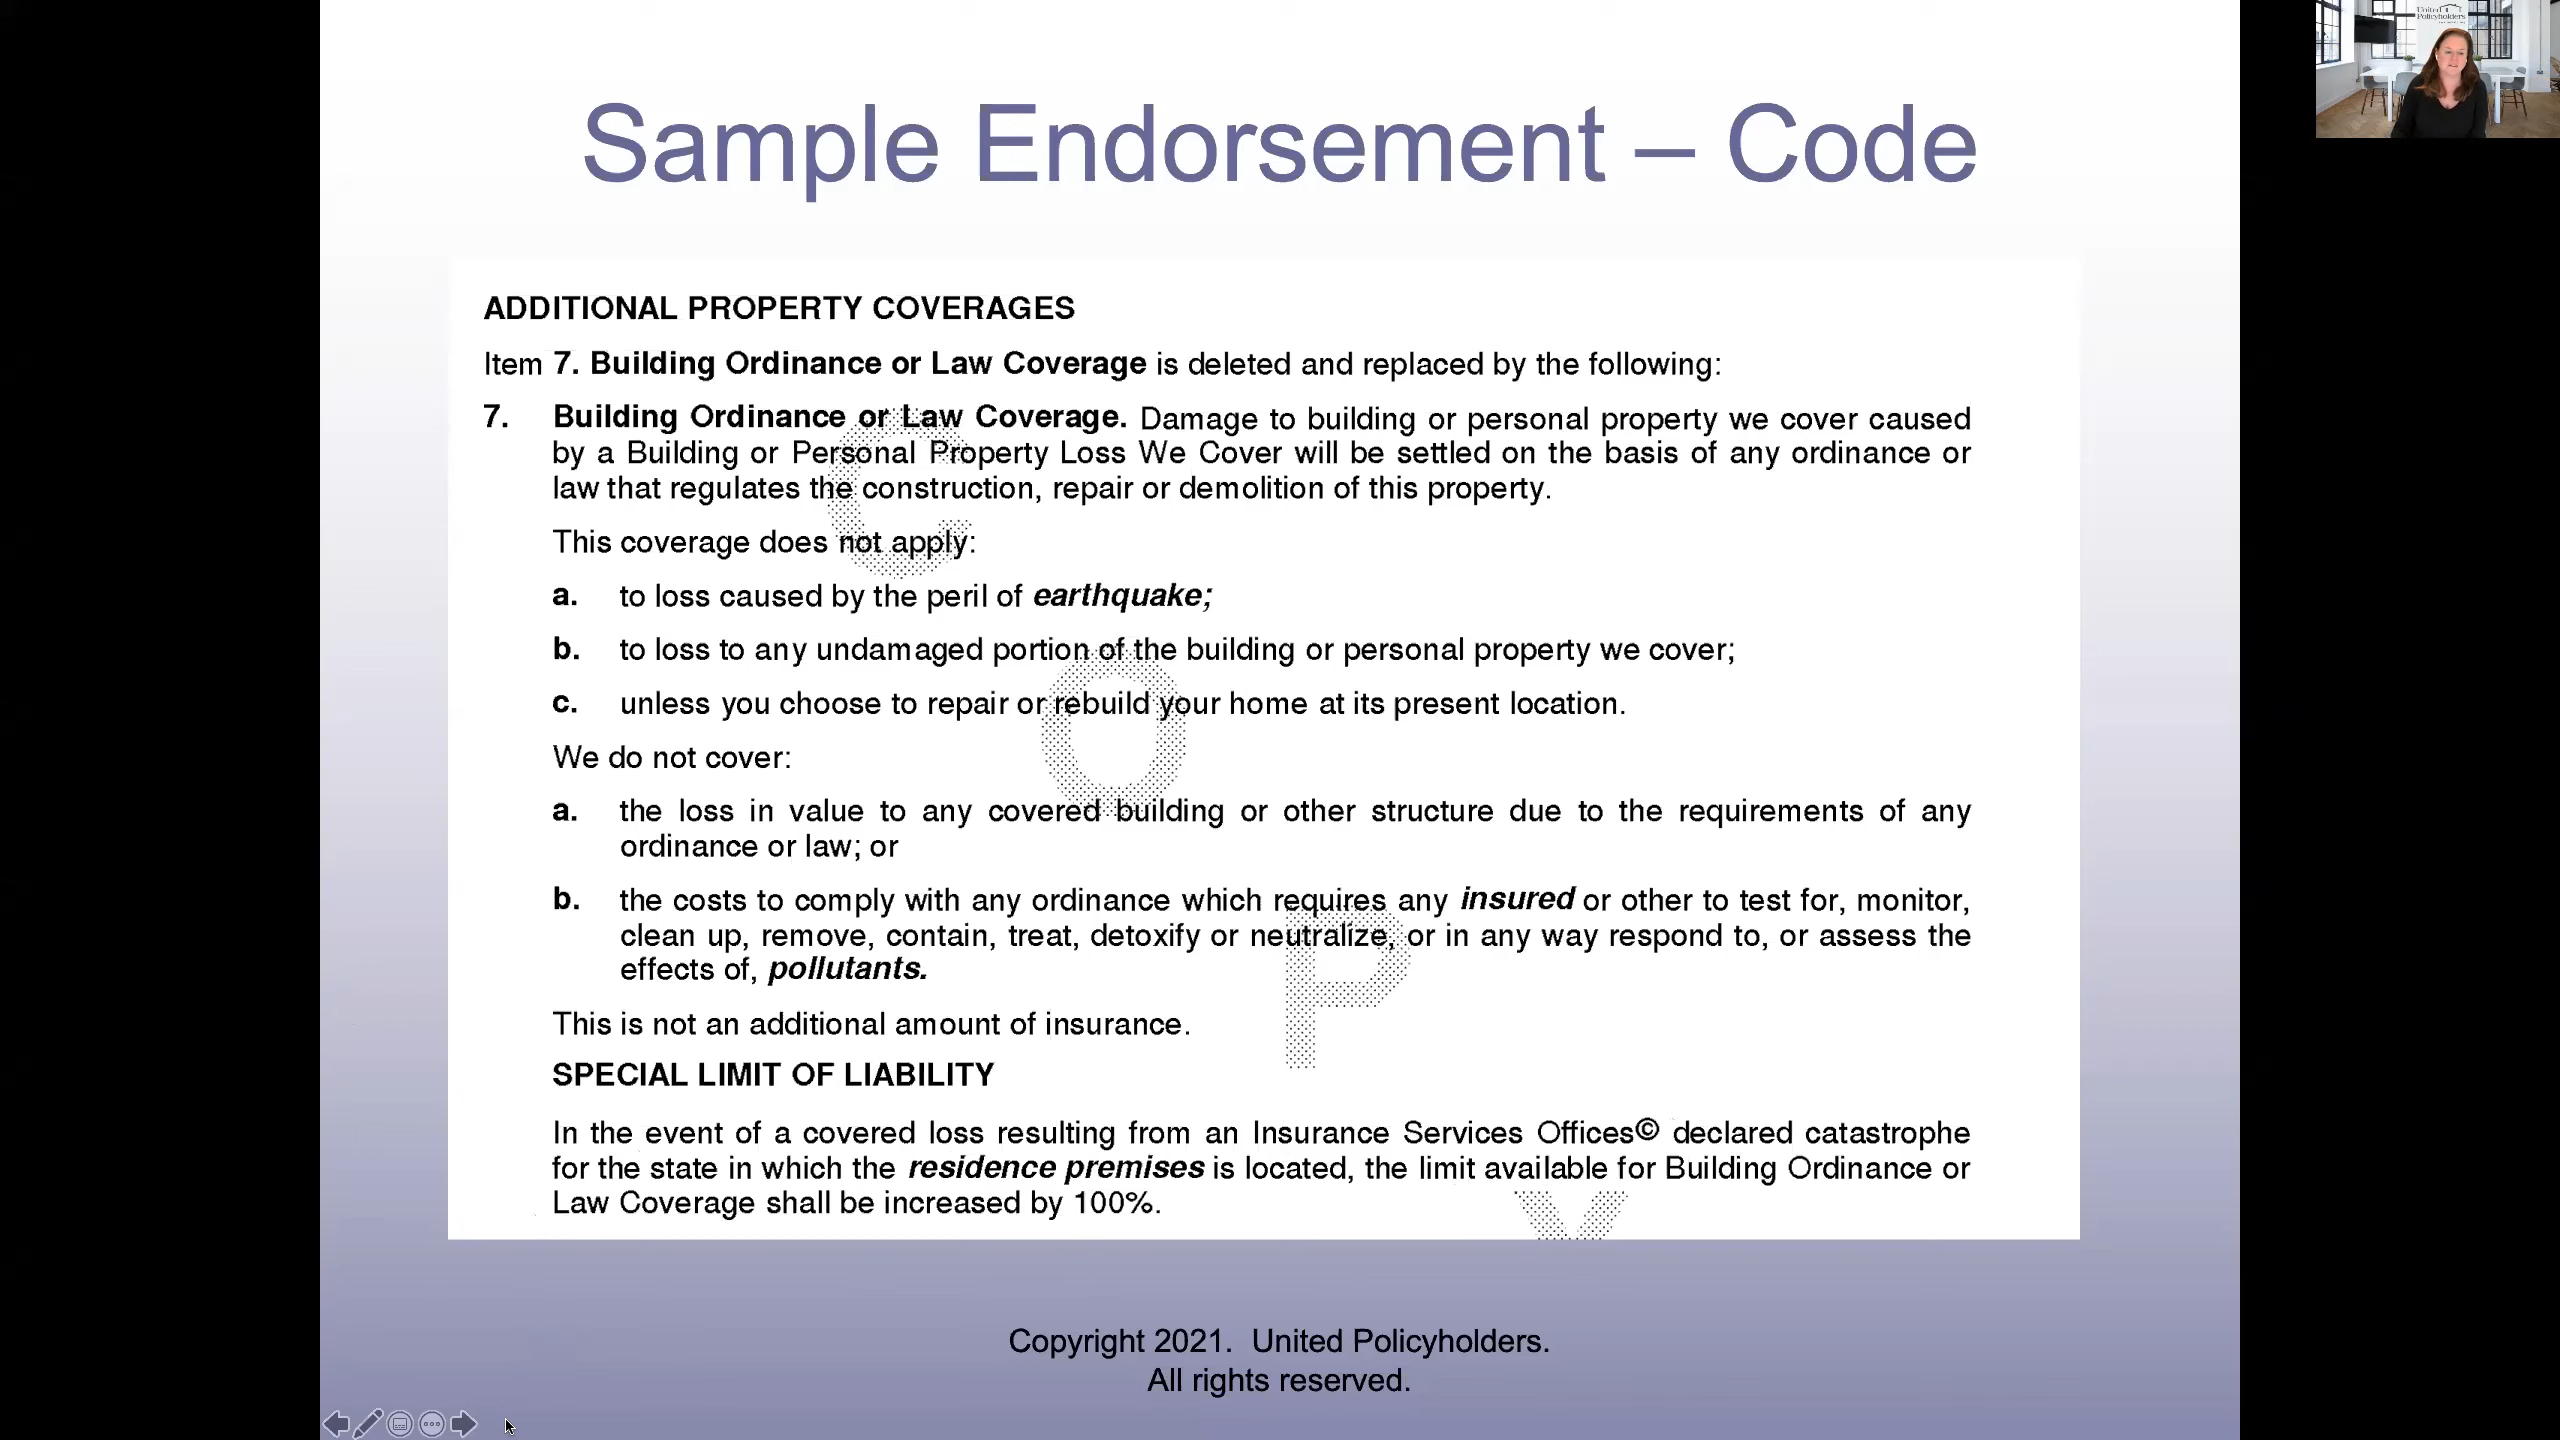 Sample Endorsement – Code
United
Policyholders
ADDITIONAL PROPERTY COVERAGES
Item 7. Building Ordinance or Law Coverage is deleted and replaced by the following:
7. Building Ordinance or Law Coverage. Damage to building or personal property we cover caused
by a Building or Personal Property Loss We Cover will be settled on the basis of any ordinance or
law that regulates the construction, repair or demolition of this property.
This coverage does not apply:
a. to loss caused by the peril of earthquake;
b. to loss to any undamaged portion of the building or personal property we cover;
c. unless you choose to repair or rebuild your home at its present location.
We do not cover:
a. the loss in value to any covered building or other structure due to the requirements of any
ordinance or law; or
b. the costs to comply with any ordinance which requires any insured or other to test for, monitor,
clean up, remove, contain, treat, detoxify or neutralize, or in any way respond to, or assess the
effects of, pollutants.
This is not an additional amount of insurance.
SPECIAL LIMIT OF LIABILITY
In the event of a covered loss resulting from an Insurance Services Offices© declared catastrophe
for the state in which the residence premises is located, the limit available for Building Ordinance or
Law Coverage shall be increased by 100%.
COPY
Copyright 2021. United Policyholders.
All rights reserved.